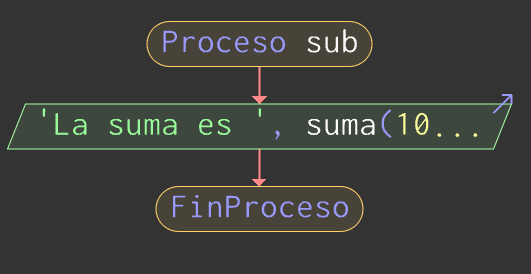 Proceso sub
'La suma es ', suma(10...
FinProceso